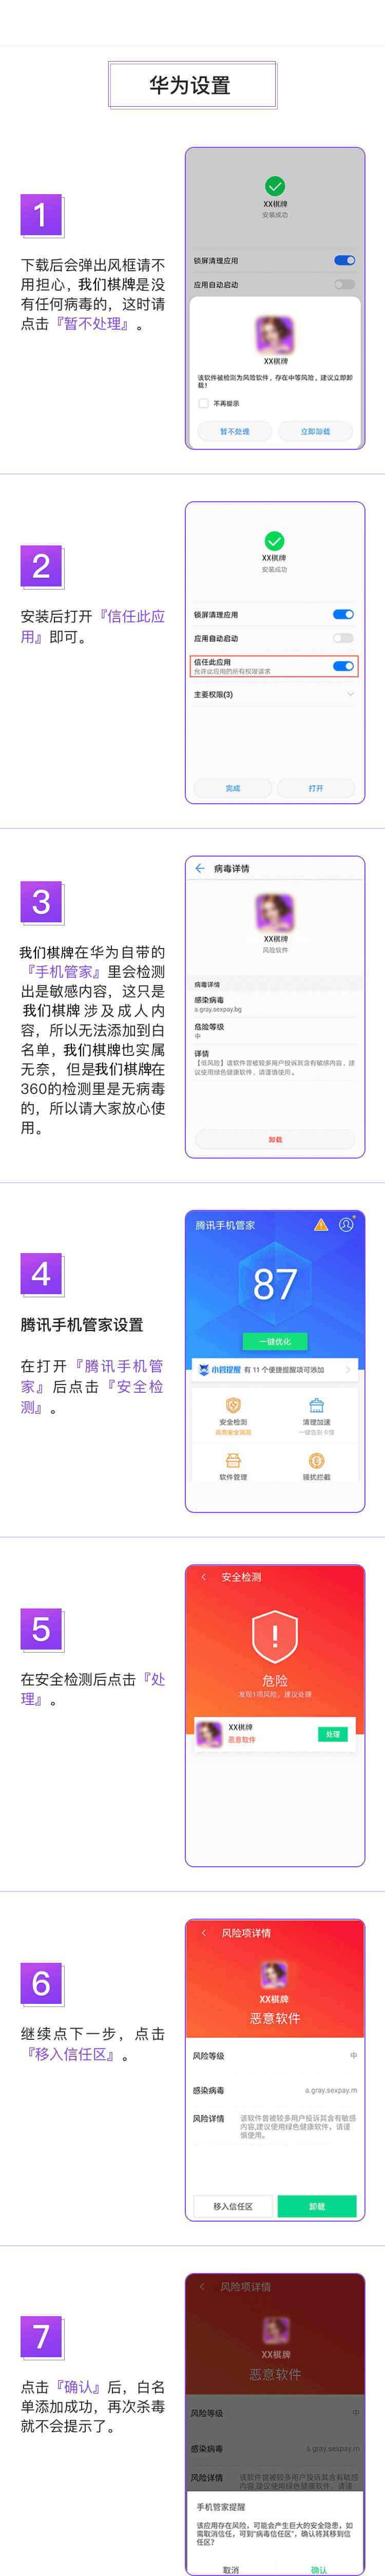 华为设置
1
下载后会弹出风框请不
用担心，我们棋牌是没
有任何病毒的，这时请
点击『暂不处理』。
XX棋牌
安装成功
锁屏清理应用
应用自动启动
XX棋牌
该软件被检测为风险软件，存在中等风险，建议立即卸
载！
不再提示
暂不处理
立即卸载
2
安装后打开『信任此应
用』即可。
XX棋牌
安装成功
锁屏清理应用
应用自动启动
信任此应用
允许此应用的所有权限请求
主要权限(3)
完成
打开
3
我们棋牌在华为自带的
『手机管家』里会检测
出是敏感内容，这只是
我们棋牌涉及成人内
容，所以无法添加到白
名单，我们棋牌也实属
无奈，但是我们棋牌在
360的检测里是无病毒
的，所以请大家放心使
用。
病毒详情
XX棋牌
风险软件
病毒详情
感染病毒
a.gray.sexpay.bg
危险等级
中
详情
【低风险】该软件曾被较多用户投诉其含有敏感内容，建
议使用绿色健康软件，请谨慎使用。
卸载
4
腾讯手机管家设置
在打开『腾讯手机管
家』后点击『安全检
测』。
腾讯手机管家
87
一键优化
小管提醒 有 11 个便捷提醒项可添加
安全检测
清理加速
一键告别卡慢
软件管理
骚扰拦截
5
在安全检测后点击『处
理』。
安全检测
危险
发现1项风险，建议处理
XX棋牌
恶意软件
处理
6
继续点下一步，点击
『移入信任区』。
风险项详情
XX棋牌
恶意软件
风险等级
中
感染病毒
a.gray.sexpay.m
风险详情
该软件曾被较多用户投诉其含有敏感
内容,建议使用绿色健康软件，请谨
慎使用。
移入信任区
卸载
7
点击『确认』后，白名
单添加成功，再次杀毒
就不会提示了。
风险项详情
XX棋牌
恶意软件
风险等级
中
感染病毒
a.gray.sexpay.m
风险详情
该软件曾被较多用户投诉其含有敏感
内容,建议使用绿色健康软件，请谨
手机管家提醒
该应用存在风险，可能会产生巨大的安全隐患，如
需取消信任，可到“病毒信任区”，确认将其移到信
任区?
取消
确认